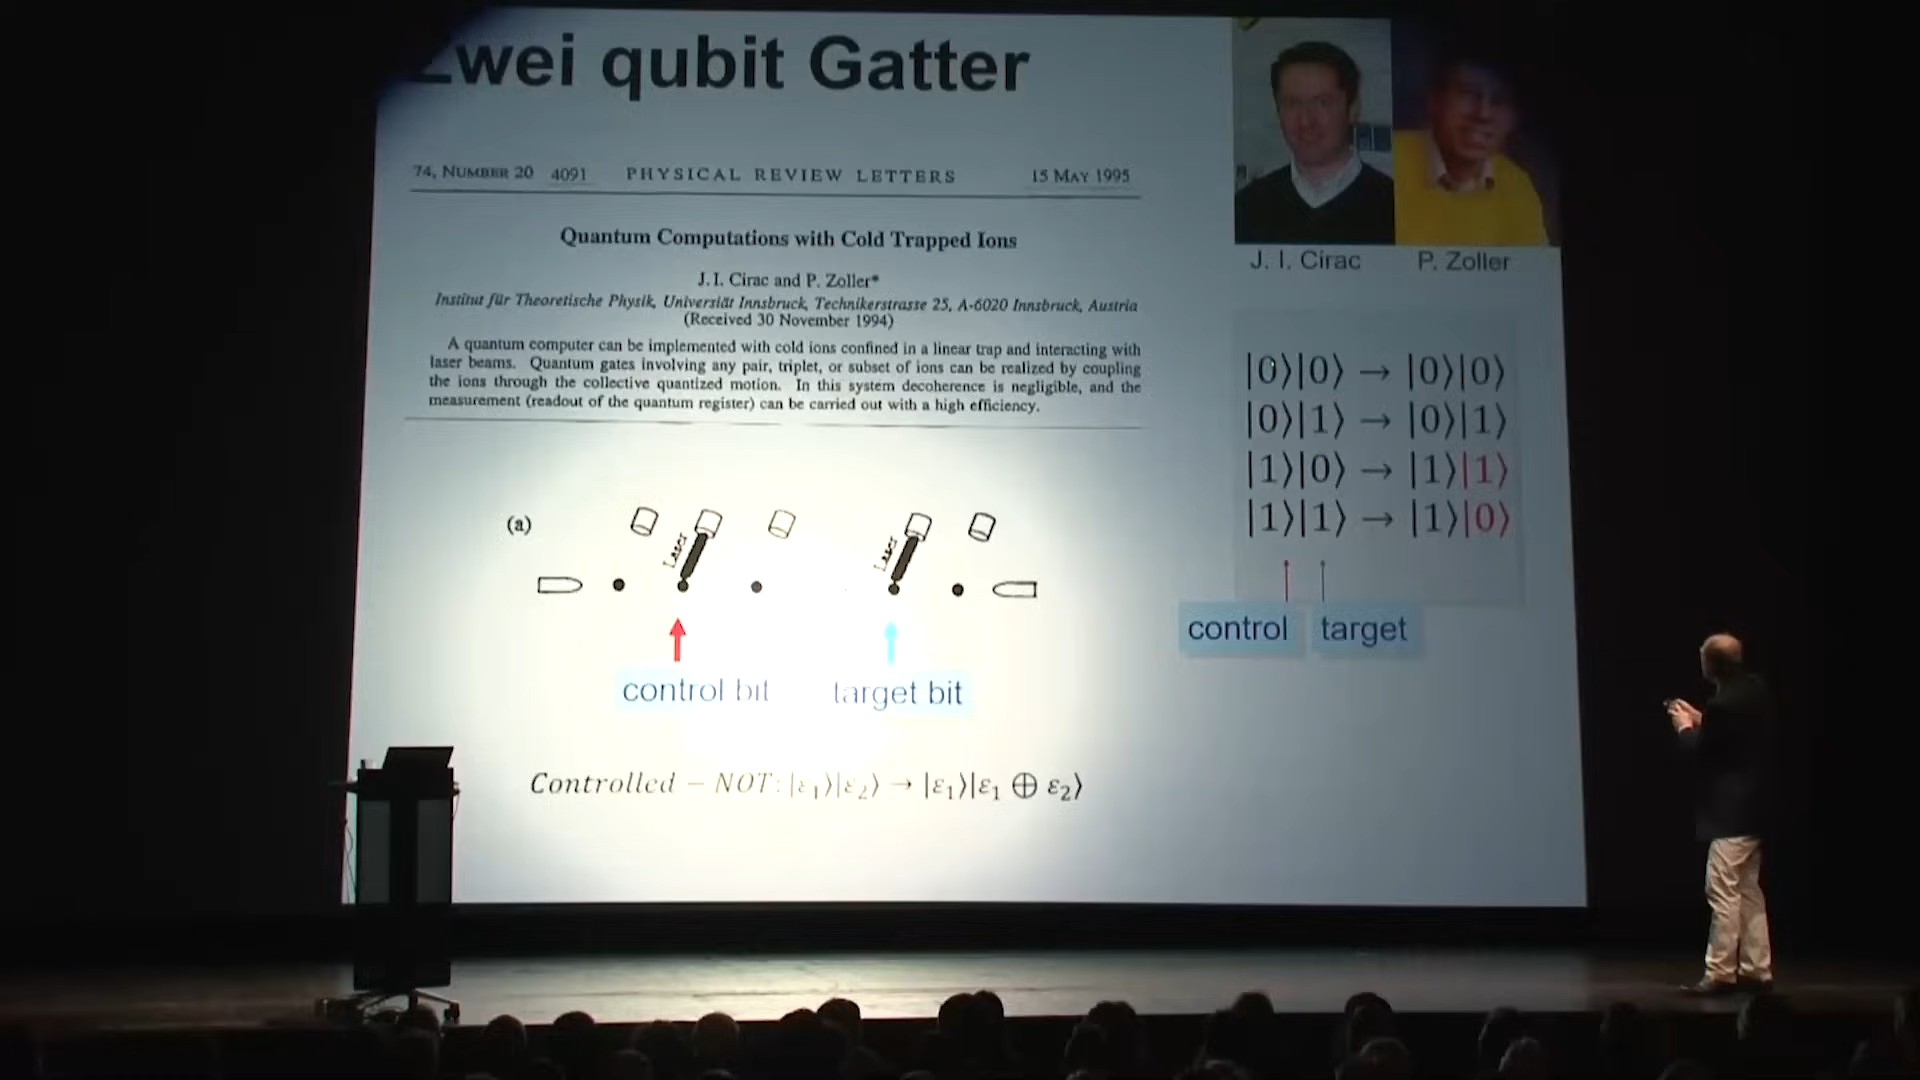 Zwei qubit Gatter
74, NUMBER 20 4091 PHYSICAL REVIEW LETTERS 15 MAY 1995
Quantum Computations with Cold Trapped Ions
J. I. Cirac and P. Zoller*
Institut für Theoretische Physik, Universiät Innsbruck, Technikerstrasse 25, A-6020 Innsbruck, Austria
(Received 30 November 1994)
A quantum computer can be implemented with cold ions confined in a linear trap and interacting with
laser beams. Quantum gates involving any pair, triplet, or subset of ions can be realized by coupling
the ions through the collective quantized motion. In this system decoherence is negligible, and the
measurement (readout of the quantum register) can be carried out with a high efficiency.
(a)
Laser
Laser
control bit target bit
Controlled − NOT: |ε₁⟩|ε₂⟩ → |ε₁⟩|ε₁ ⊕ ε₂⟩
J. I. Cirac P. Zoller
|0⟩|0⟩ → |0⟩|0⟩
|0⟩|1⟩ → |0⟩|1⟩
|1⟩|0⟩ → |1⟩|1⟩
|1⟩|1⟩ → |1⟩|0⟩
control target